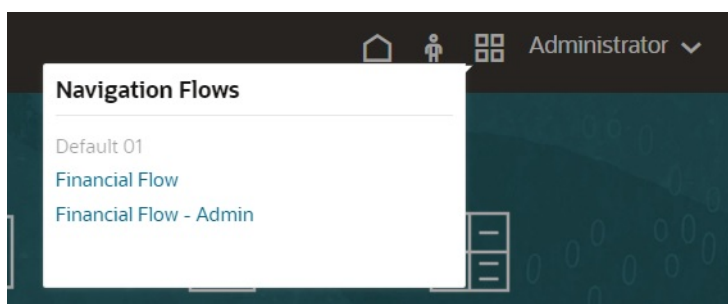 Administrator
Navigation Flows
Default 01
Financial Flow
Financial Flow - Admin